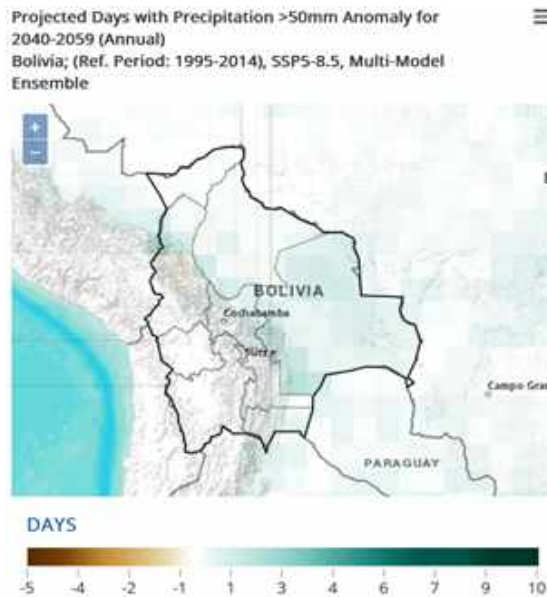 Projected Days with Precipitation >50mm Anomaly for
2040-2059 (Annual)
Bolivia; (Ref. Period: 1995-2014), SSP5-8.5, Multi-Model
Ensemble
+
−
BOLIVIA
Cochabamba
Sucre
Campo Gran
PARAGUAY
DAYS
-5 -4 -2 -1 1 3 4 6 7 9 10